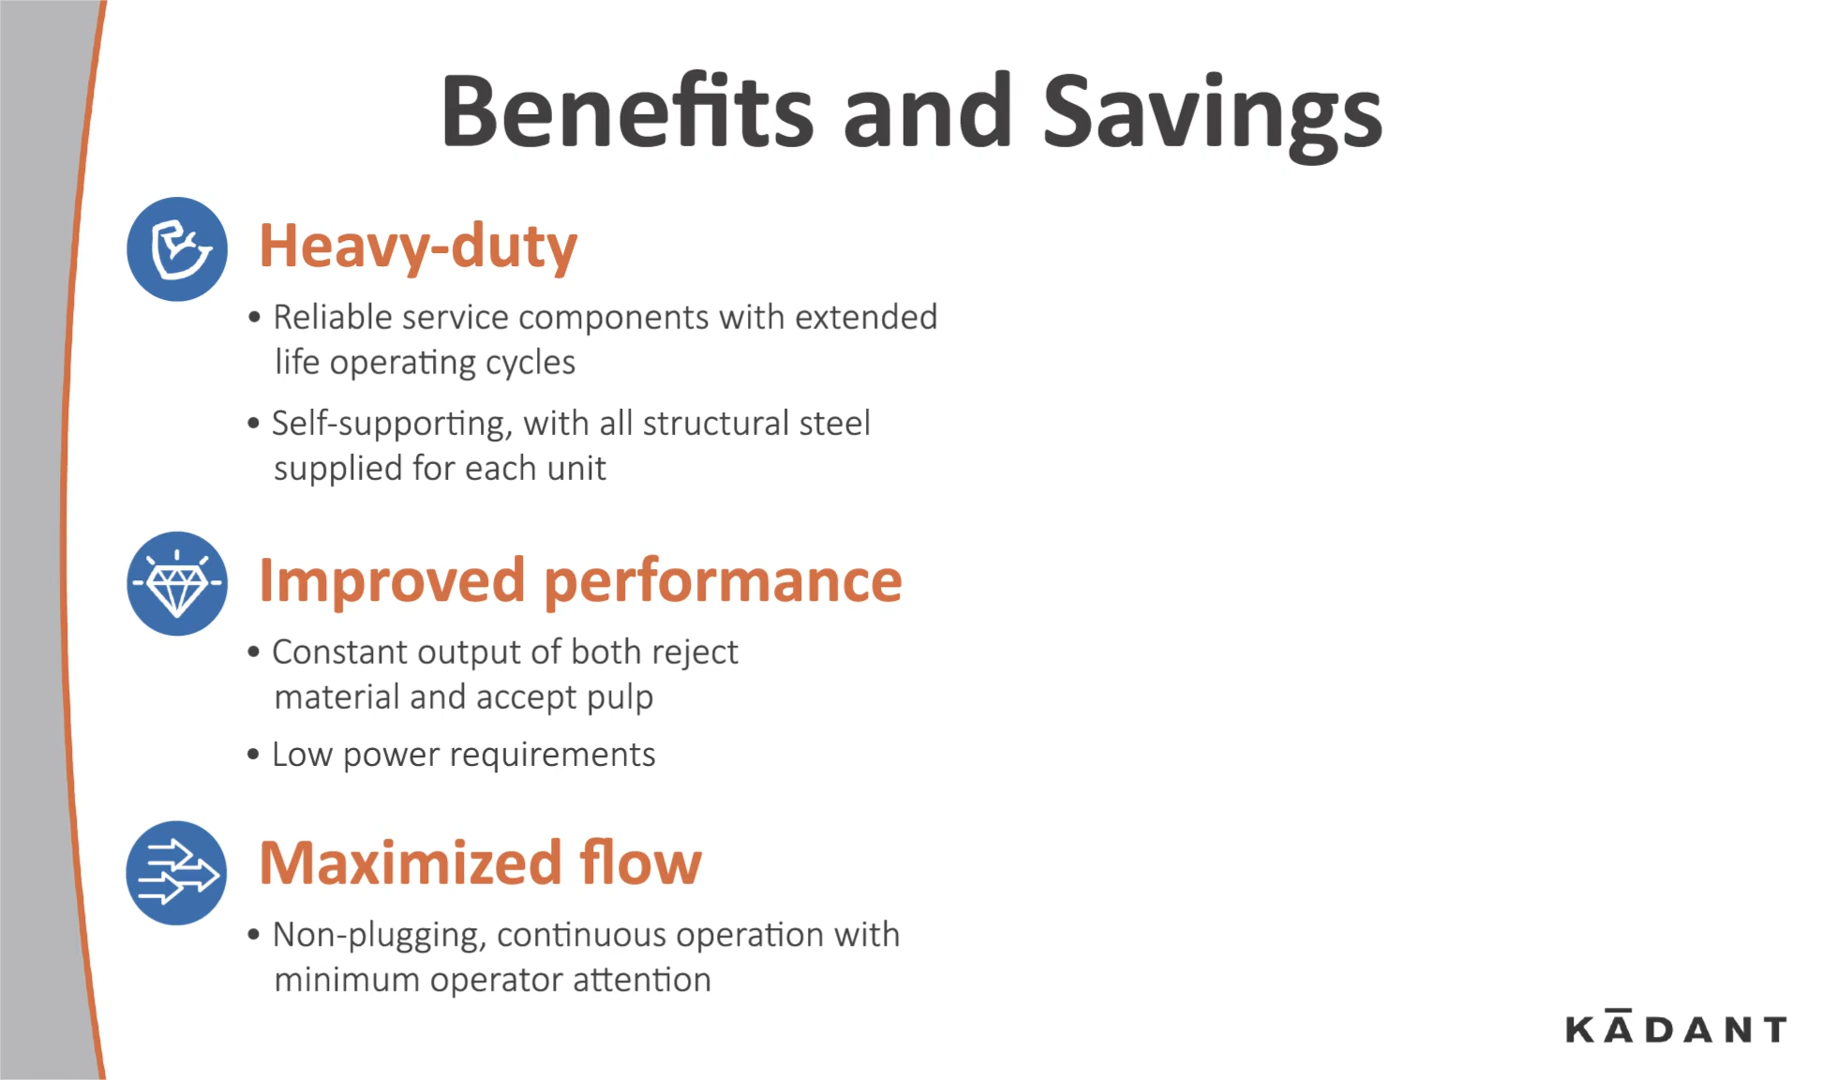 Benefits and Savings
Heavy-duty
• Reliable service components with extended
life operating cycles
• Self-supporting, with all structural steel
supplied for each unit
Improved performance
• Constant output of both reject
material and accept pulp
• Low power requirements
Maximized flow
• Non-plugging, continuous operation with
minimum operator attention
KĀDANT